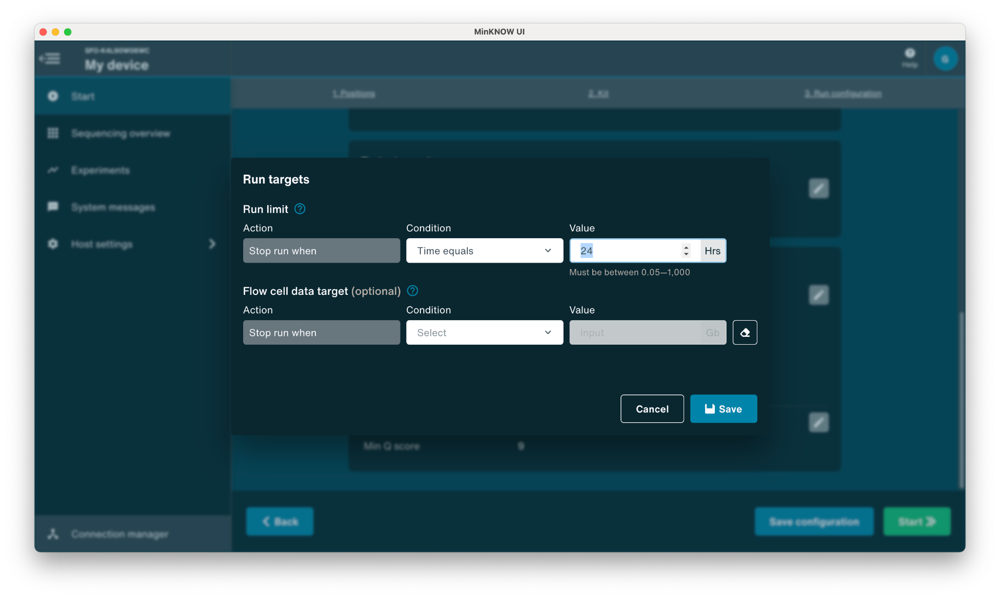 MinKNOW UI
My device
Help
G
Start
Sequencing overview
Experiments
System messages
Host settings
Connection manager
1. Positions
2. Kit
3. Run configuration
Run targets
Run limit ?
Action
Condition
Value
Stop run when
Time equals
24
Hrs
Must be between 0.05—1,000
Flow cell data target (optional) ?
Action
Condition
Value
Stop run when
Select
Input
Gb
Cancel
Save
Min Q score
9
Back
Save configuration
Start